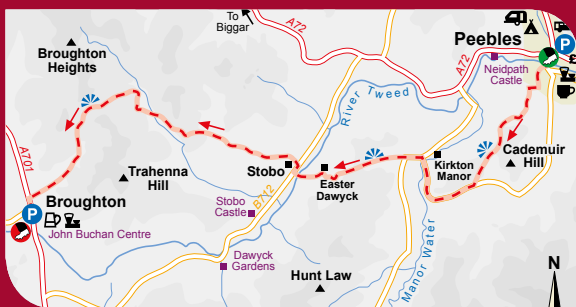 To
Biggar
A72
Peebles
P
£
Broughton
Heights
A72
Neidpath
Castle
River Tweed
A701
Cademuir
Hill
Kirkton
Manor
Trahenna
Hill
Stobo
Easter
Dawyck
B712
Stobo
Castle
Broughton
P
John Buchan Centre
Dawyck
Gardens
Hunt Law
Manor Water
N